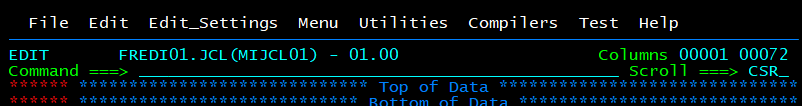 File  Edit  Edit_Settings  Menu  Utilities  Compilers  Test  Help
EDIT       FREDI01.JCL(MIJCL01) - 01.00                    Columns 00001 00072
Command ===>                                                  Scroll ===> CSR_
****** ***************************** Top of Data ******************************
****** **************************** Bottom of Data ****************************